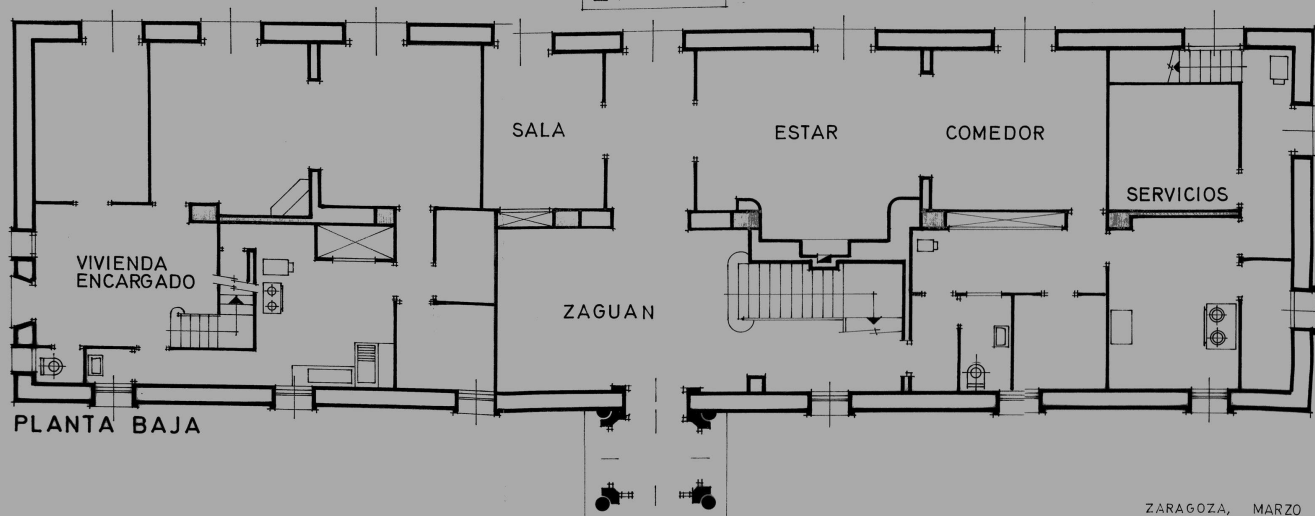 SALA
ESTAR
COMEDOR
SERVICIOS
VIVIENDA
ENCARGADO
ZAGUAN
PLANTA BAJA
ZARAGOZA, MARZO